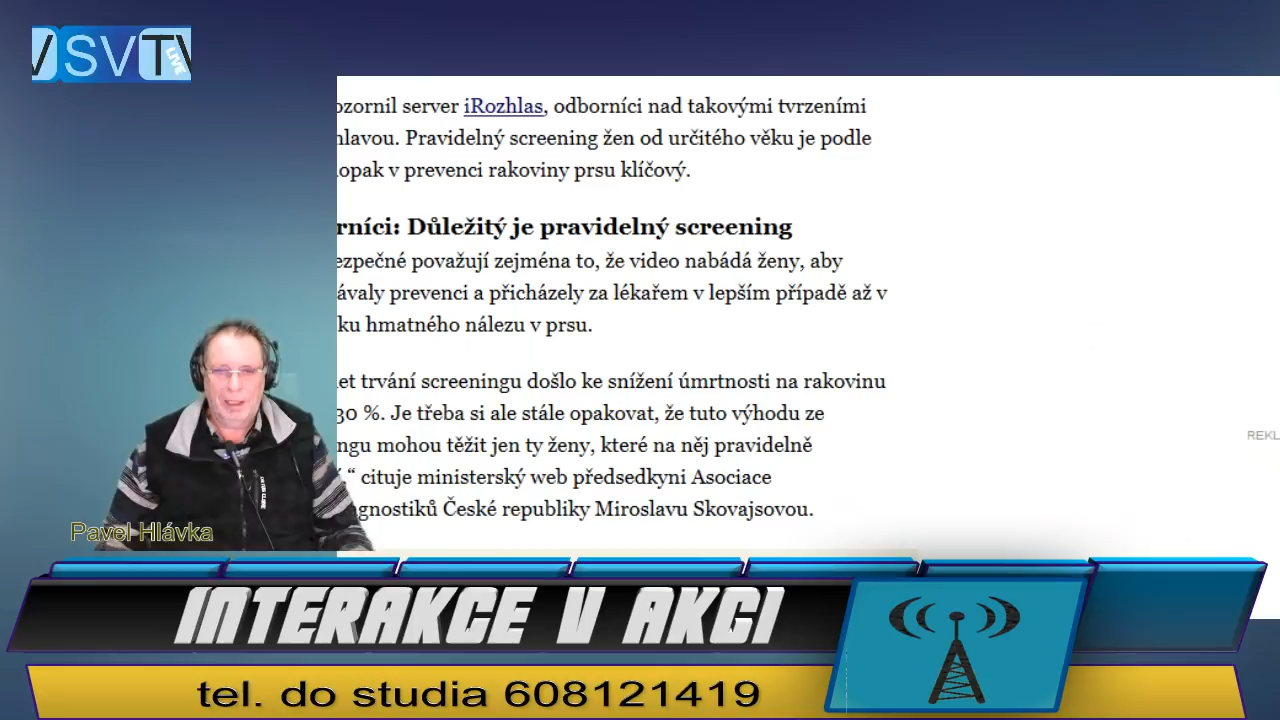 SVTV
LIVE
ozornil server iRozhlas, odborníci nad takovými tvrzeními
hlavou. Pravidelný screening žen od určitého věku je podle
opak v prevenci rakoviny prsu klíčový.
rníci: Důležitý je pravidelný screening
ezpečné považují zejména to, že video nabádá ženy, aby
ávaly prevenci a přicházely za lékařem v lepším případě až v
ku hmatného nálezu v prsu.
let trvání screeningu došlo ke snížení úmrtnosti na rakovinu
30 %. Je třeba si ale stále opakovat, že tuto výhodu ze
ngu mohou těžit jen ty ženy, které na něj pravidelně
“ cituje ministerský web předsedkyni Asociace
gnostiků České republiky Miroslavu Skovajsovou.
REKL
Pavel Hlávka
INTERAKCE V AKCI
tel. do studia 608121419